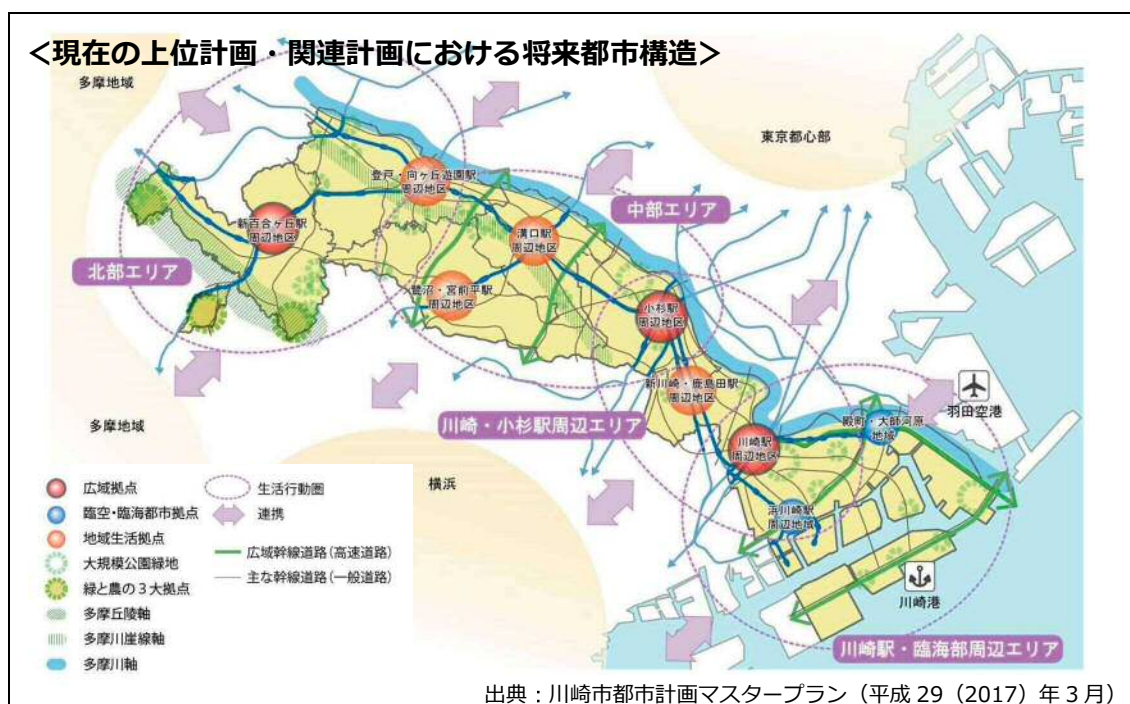 ＜現在の上位計画・関連計画における将来都市構造＞
多摩地域
東京都心部
登戸・向ヶ丘遊園駅
周辺地区
中部エリア
新百合ヶ丘駅
周辺地区
溝口駅
周辺地区
北部エリア
鷺沼・宮前平駅
周辺地区
小杉駅
周辺地区
新川崎・鹿島田駅
周辺地区
羽田空港
多摩地域
川崎・小杉駅周辺エリア
殿町・大師河原
地域
川崎駅
周辺地区
横浜
浜川崎駅
周辺地域
川崎港
川崎駅・臨海部周辺エリア
広域拠点
臨空・臨海都市拠点
地域生活拠点
大規模公園緑地
緑と農の３大拠点
多摩丘陵軸
多摩川崖線軸
多摩川軸
生活行動圏
連携
広域幹線道路(高速道路)
主な幹線道路(一般道路)
出典：川崎市都市計画マスタープラン（平成 29（2017）年３月）